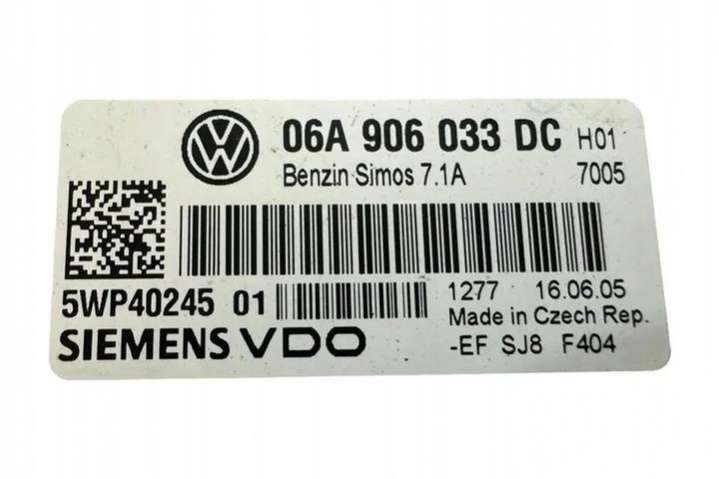 VW 06A 906 033 DC H01
Benzin Simos 7.1A 7005
5WP40245 01 1277 16.06.05
Made in Czech Rep.
SIEMENS VDO -EF SJ8 F404